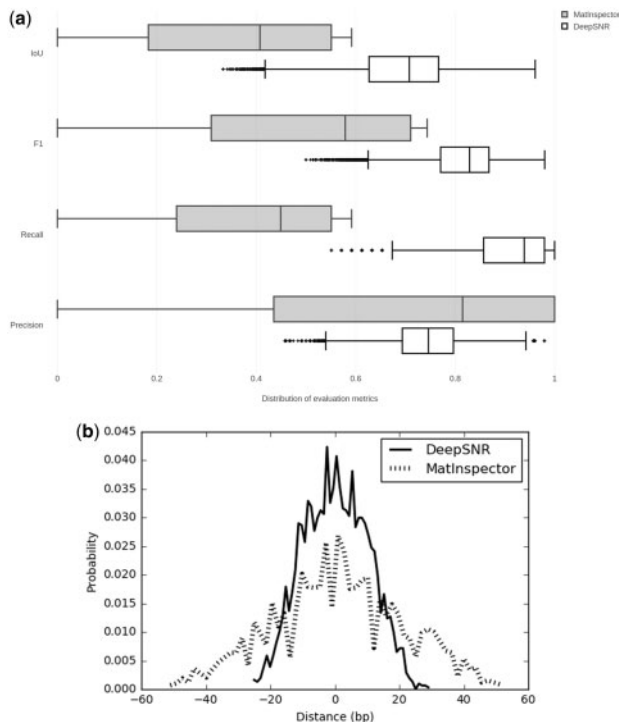 (a)
MatInspector
DeepSNR
IoU
F1
Recall
Precision
0 0.2 0.4 0.6 0.8 1
Distribution of evaluation metrics
(b)
0.045
0.040
0.035
0.030
0.025
0.020
0.015
0.010
0.005
0.000
Probability
DeepSNR
MatInspector
−60 −40 −20 0 20 40 60
Distance (bp)